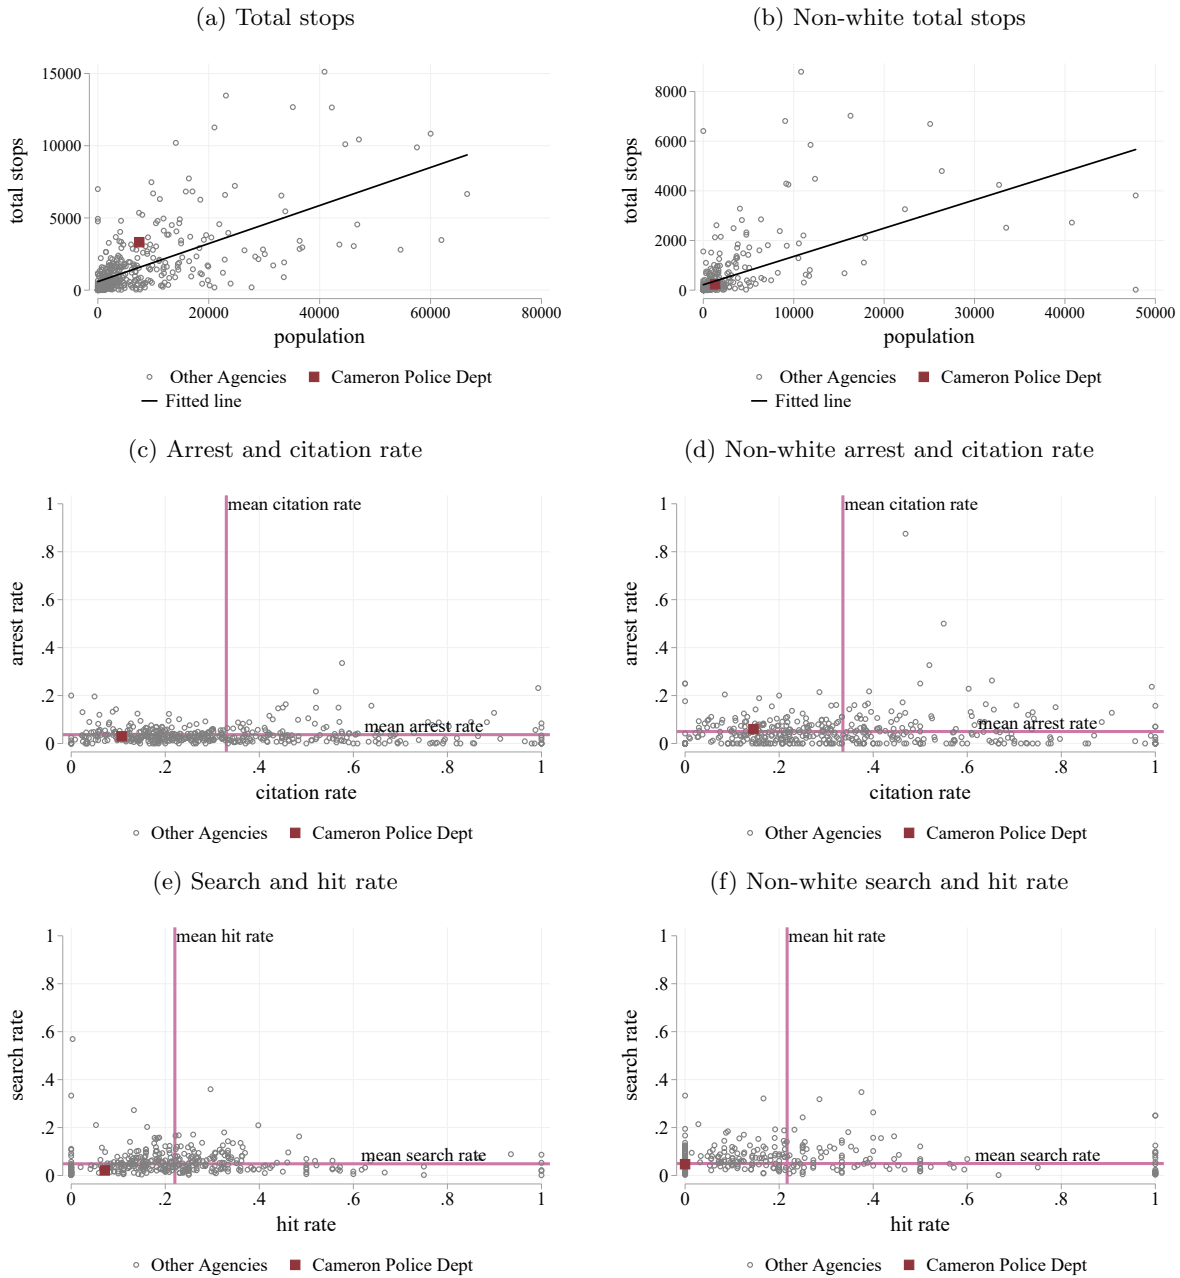 (a) Total stops
(b) Non-white total stops
total stops
15000
10000
5000
0
0 20000 40000 60000 80000
population
Other Agencies Cameron Police Dept
Fitted line
total stops
8000
6000
4000
2000
0
0 10000 20000 30000 40000 50000
population
Other Agencies Cameron Police Dept
Fitted line
(c) Arrest and citation rate
(d) Non-white arrest and citation rate
arrest rate
1
.8
.6
.4
.2
0
mean citation rate
mean arrest rate
0 .2 .4 .6 .8 1
citation rate
Other Agencies Cameron Police Dept
arrest rate
1
.8
.6
.4
.2
0
mean citation rate
mean arrest rate
0 .2 .4 .6 .8 1
citation rate
Other Agencies Cameron Police Dept
(e) Search and hit rate
(f) Non-white search and hit rate
search rate
1
.8
.6
.4
.2
0
mean hit rate
mean search rate
0 .2 .4 .6 .8 1
hit rate
Other Agencies Cameron Police Dept
search rate
1
.8
.6
.4
.2
0
mean hit rate
mean search rate
0 .2 .4 .6 .8 1
hit rate
Other Agencies Cameron Police Dept